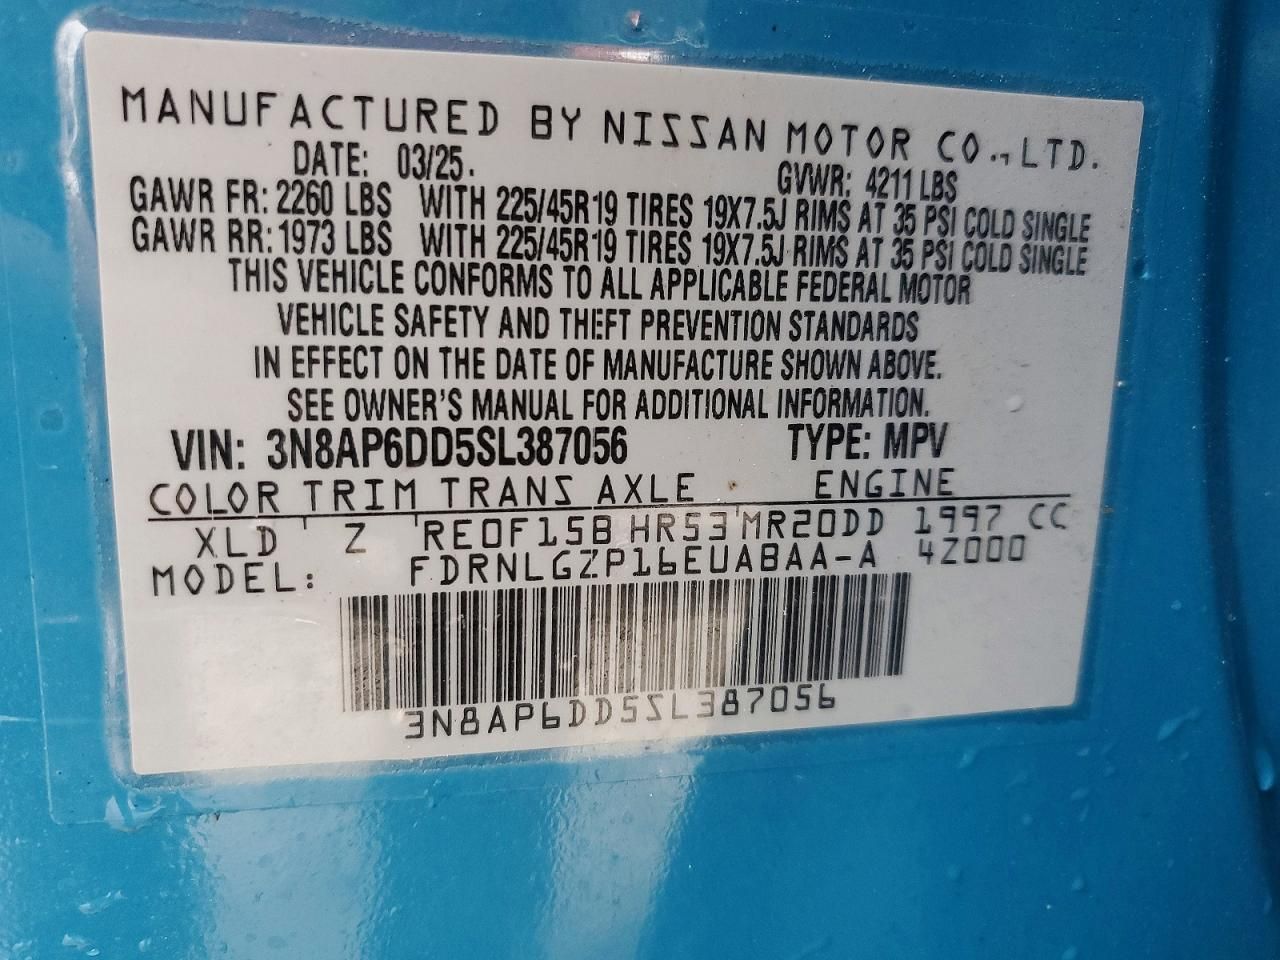 MANUFACTURED BY NISSAN MOTOR CO., LTD.
DATE: 03/25. GVWR: 4211 LBS
GAWR FR: 2260 LBS WITH 225/45R19 TIRES 19X7.5J RIMS AT 35 PSI COLD SINGLE
GAWR RR: 1973 LBS WITH 225/45R19 TIRES 19X7.5J RIMS AT 35 PSI COLD SINGLE
THIS VEHICLE CONFORMS TO ALL APPLICABLE FEDERAL MOTOR
VEHICLE SAFETY AND THEFT PREVENTION STANDARDS
IN EFFECT ON THE DATE OF MANUFACTURE SHOWN ABOVE.
SEE OWNER'S MANUAL FOR ADDITIONAL INFORMATION.
VIN: 3N8AP6DD5SL387056 TYPE: MPV
COLOR TRIM TRANS AXLE ENGINE
XLD Z RE0F15B HR53 MR20DD 1997 CC
MODEL: FDRNLGZP16EUABAA-A 4Z000
3N8AP6DD5SL387056